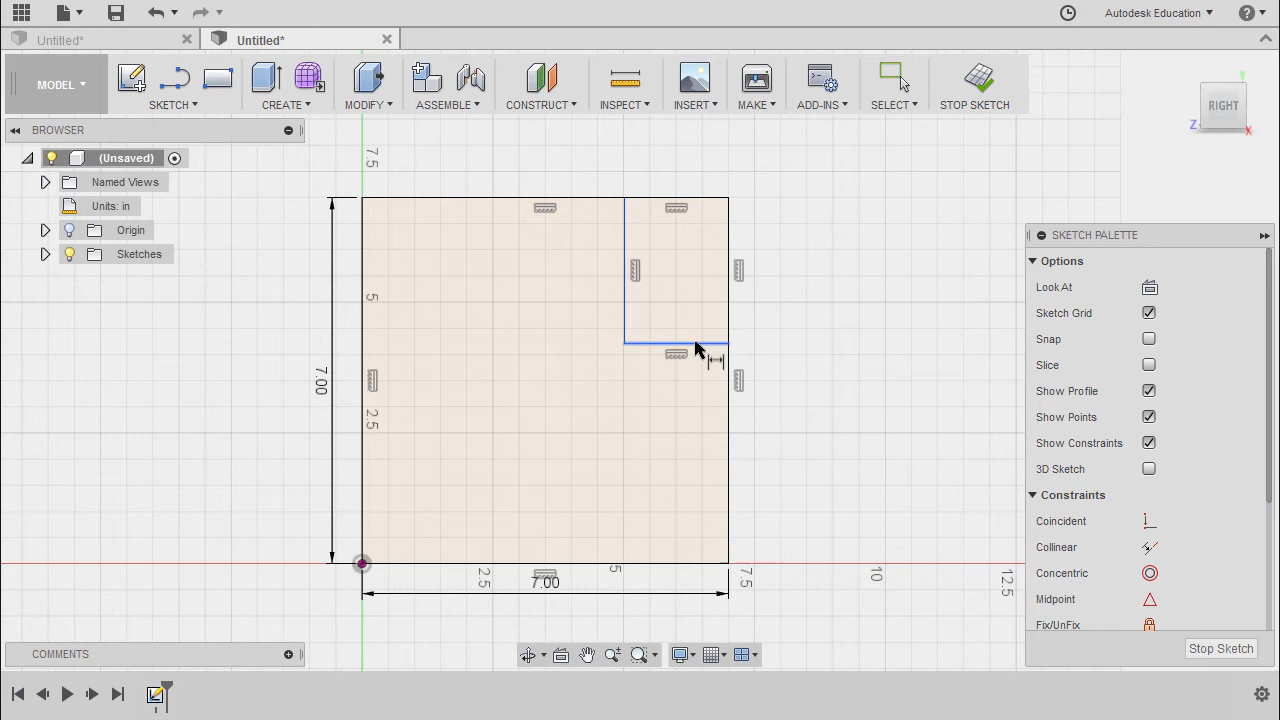 Autodesk Education
Untitled*
Untitled*
MODEL
SKETCH
CREATE
MODIFY
ASSEMBLE
CONSTRUCT
INSPECT
INSERT
MAKE
ADD-INS
SELECT
STOP SKETCH
BROWSER
(Unsaved)
Named Views
Units: in
Origin
Sketches
Y
RIGHT
Z
X
7.5
5
2.5
7.00
7.00
2.5
5
7.5
10
12.5
SKETCH PALETTE
Options
Look At
Sketch Grid
Snap
Slice
Show Profile
Show Points
Show Constraints
3D Sketch
Constraints
Coincident
Collinear
Concentric
Midpoint
Fix/UnFix
Stop Sketch
COMMENTS